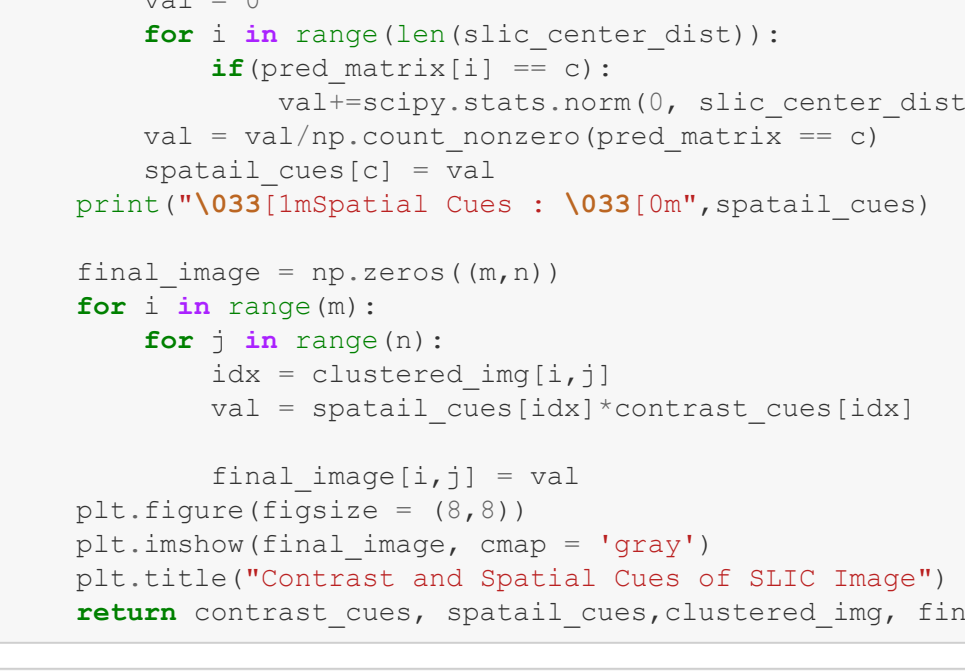 val = 0
for i in range(len(slic_center_dist)):
if(pred_matrix[i] == c):
val+=scipy.stats.norm(0, slic_center_dist
val = val/np.count_nonzero(pred_matrix == c)
spatail_cues[c] = val
print("\033[1mSpatial Cues : \033[0m",spatail_cues)
final_image = np.zeros((m,n))
for i in range(m):
for j in range(n):
idx = clustered_img[i,j]
val = spatail_cues[idx]*contrast_cues[idx]
final_image[i,j] = val
plt.figure(figsize = (8,8))
plt.imshow(final_image, cmap = 'gray')
plt.title("Contrast and Spatial Cues of SLIC Image")
return contrast_cues, spatail_cues,clustered_img, fin